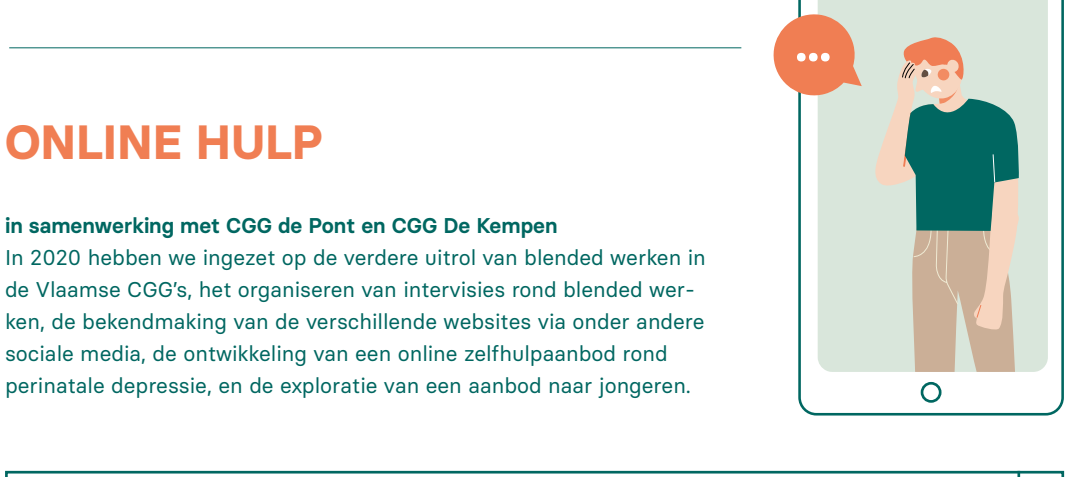 ONLINE HULP
in samenwerking met CGG de Pont en CGG De Kempen
In 2020 hebben we ingezet op de verdere uitrol van blended werken in
de Vlaamse CGG’s, het organiseren van intervisies rond blended wer-
ken, de bekendmaking van de verschillende websites via onder andere
sociale media, de ontwikkeling van een online zelfhulpaanbod rond
perinatale depressie, en de exploratie van een aanbod naar jongeren.